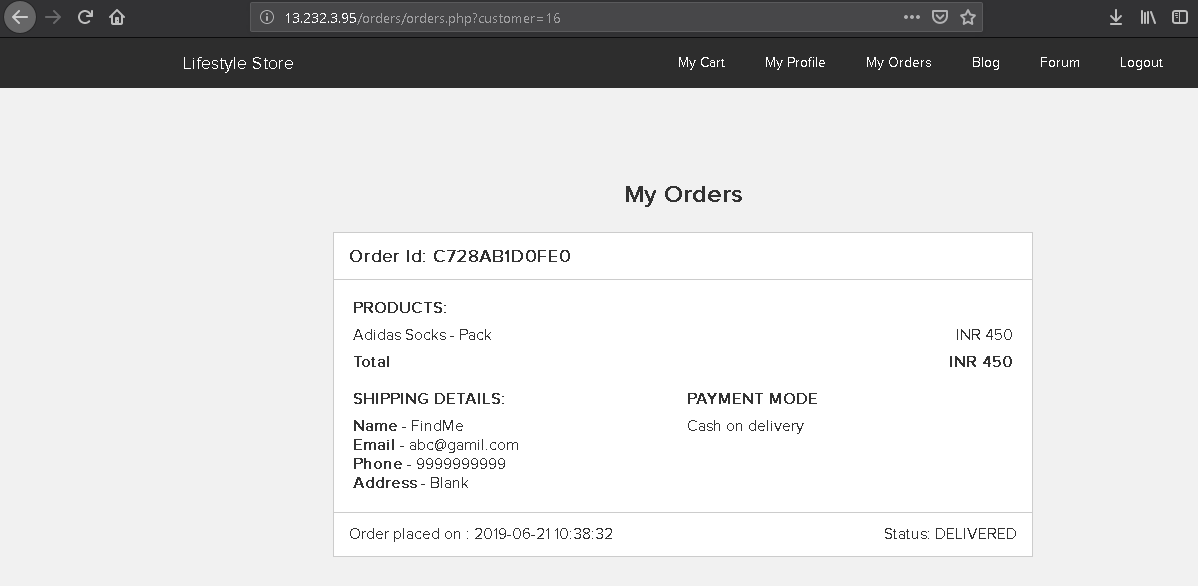 13.232.3.95/orders/orders.php?customer=16
Lifestyle Store My Cart My Profile My Orders Blog Forum Logout
My Orders
Order Id: C728AB1D0FE0
PRODUCTS:
Adidas Socks - Pack INR 450
Total INR 450
SHIPPING DETAILS: PAYMENT MODE
Name - FindMe Cash on delivery
Email - abc@gamil.com
Phone - 9999999999
Address - Blank
Order placed on : 2019-06-21 10:38:32 Status: DELIVERED